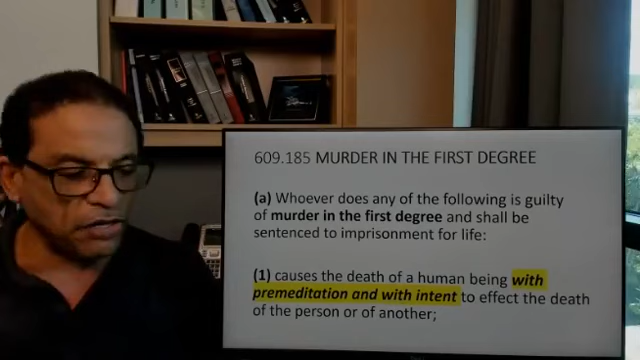 609.185 MURDER IN THE FIRST DEGREE
(a) Whoever does any of the following is guilty
of murder in the first degree and shall be
sentenced to imprisonment for life:
(1) causes the death of a human being with
premeditation and with intent to effect the death
of the person or of another;